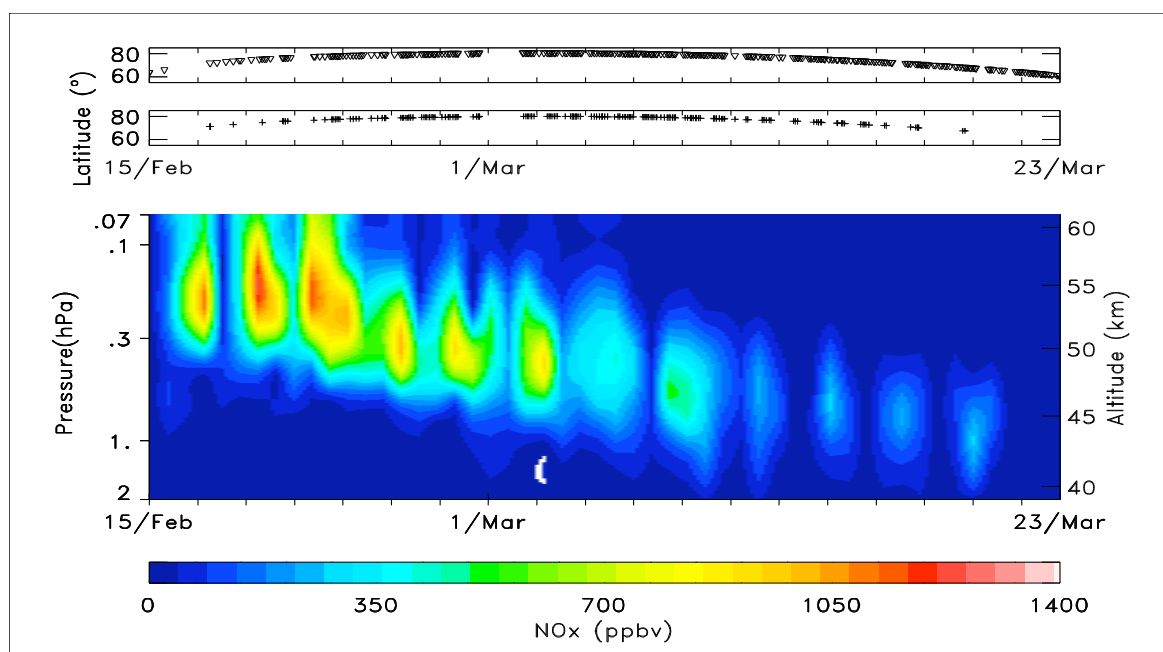 80
60
80
60
Latitude (°)
15/Feb 1/Mar 23/Mar
.07
.1
.3
1.
2
Pressure(hPa)
60
55
50
45
40
Altitude (km)
15/Feb 1/Mar 23/Mar
0 350 700 1050 1400
NOx (ppbv)